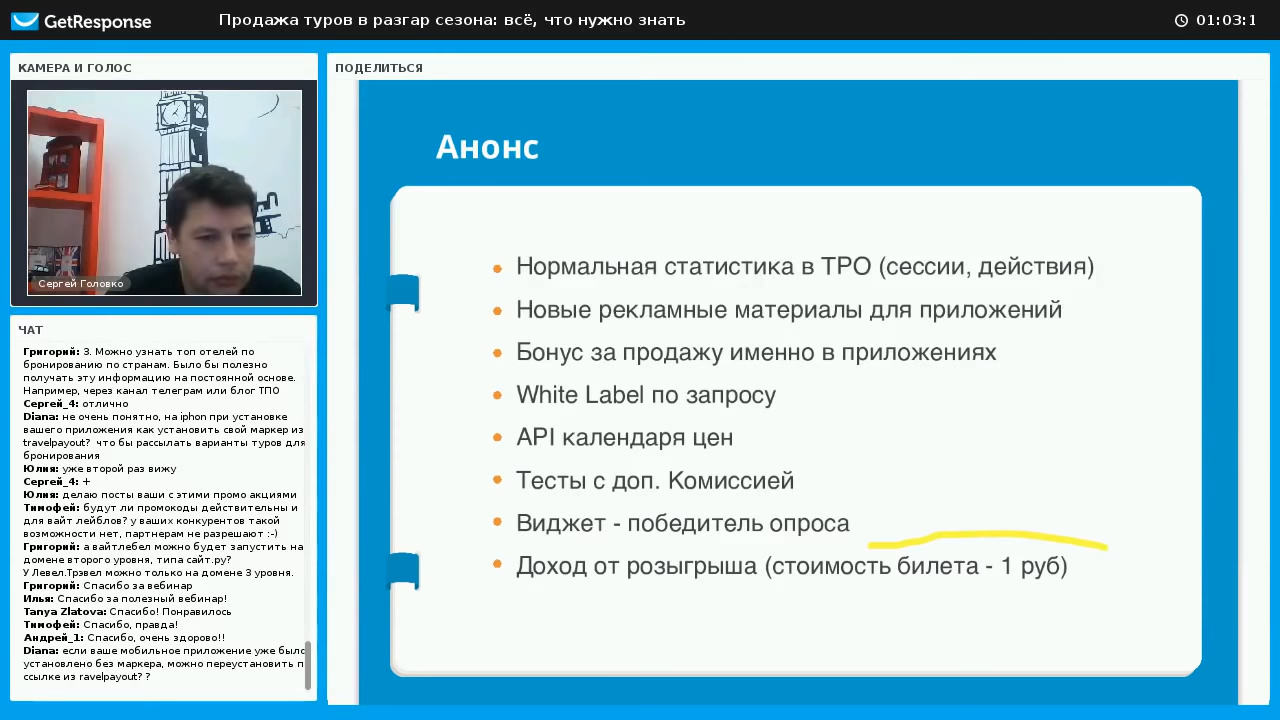 GetResponse
Продажа туров в разгар сезона: всё, что нужно знать
01:03:1
КАМЕРА И ГОЛОС
Сергей Головко
ЧАТ
Григорий: 3. Можно узнать топ отелей по
бронированию по странам. Было бы полезно
получать эту информацию на постоянной основе.
Например, через канал телеграм или блог ТПО
Сергей_4: отлично
Diana: не очень понятно, на iphon при установке
вашего приложения как установить свой маркер из
travelpayout? что бы рассылать варианты туров для
бронирования
Юлия: уже второй раз вижу
Сергей_4: +
Юлия: делаю посты ваши с этими промо акциями
Тимофей: будут ли промокоды действительны и
для вайт лейблов? у ваших конкурентов такой
возможности нет, партнерам не разрешают :-)
Григорий: а вайтлебел можно будет запустить на
домене второго уровня, типа сайт.ру?
У Левел.Трэвел можно только на домене 3 уровня.
Григорий: Спасибо за вебинар
Илья: Спасибо за полезный вебинар!
Tanya Zlatova: Спасибо! Понравилось
Тимофей: Спасибо, правда!
Андрей_1: Спасибо, очень здорово!!
Diana: если ваше мобильное приложение уже было
установлено без маркера, можно переустановить п
ссылке из ravelpayout? ?
ПОДЕЛИТЬСЯ
Анонс
• Нормальная статистика в ТРО (сессии, действия)
• Новые рекламные материалы для приложений
• Бонус за продажу именно в приложениях
• White Label по запросу
• API календаря цен
• Тесты с доп. Комиссией
• Виджет - победитель опроса
• Доход от розыгрыша (стоимость билета - 1 руб)